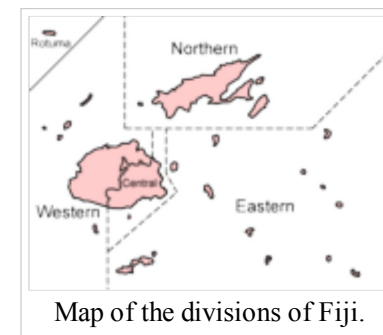 Rotuma
Northern
Central
Western
Eastern
Map of the divisions of Fiji.